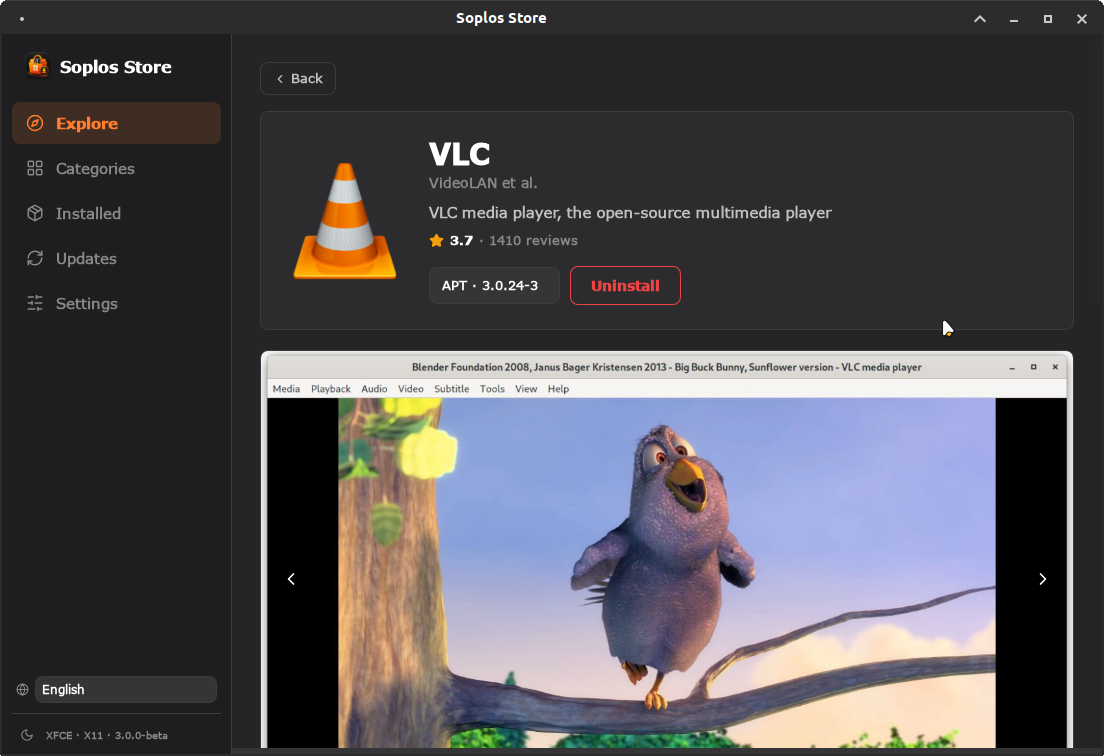 Soplos Store
Soplos Store
Explore
Categories
Installed
Updates
Settings
English
XFCE · X11 · 3.0.0-beta
Back
VLC
VideoLAN et al.
VLC media player, the open-source multimedia player
3.7 · 1410 reviews
APT · 3.0.24-3
Uninstall
Blender Foundation 2008, Janus Bager Kristensen 2013 - Big Buck Bunny, Sunflower version - VLC media player
Media Playback Audio Video Subtitle Tools View Help